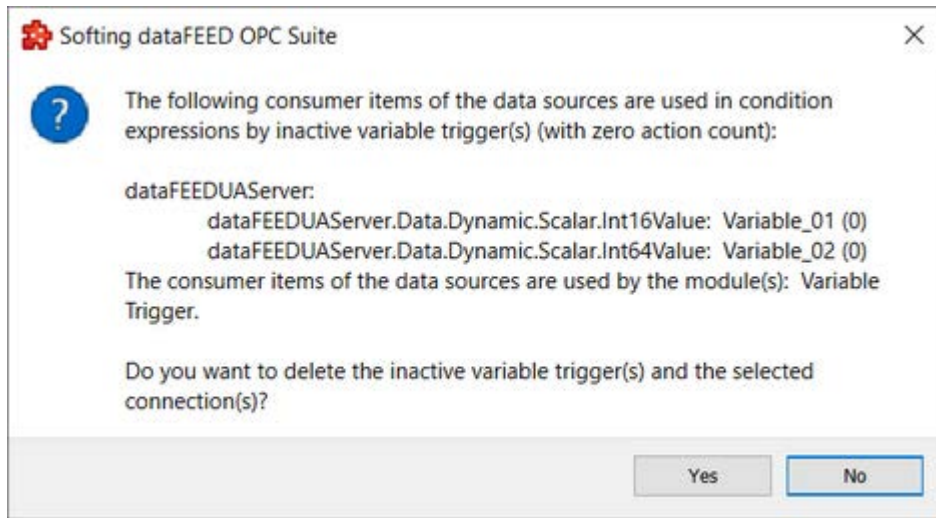 Softing dataFEED OPC Suite
The following consumer items of the data sources are used in condition
expressions by inactive variable trigger(s) (with zero action count):
dataFEEDUAServer:
dataFEEDUAServer.Data.Dynamic.Scalar.Int16Value:  Variable_01 (0)
dataFEEDUAServer.Data.Dynamic.Scalar.Int64Value:  Variable_02 (0)
The consumer items of the data sources are used by the module(s):  Variable
Trigger.
Do you want to delete the inactive variable trigger(s) and the selected
connection(s)?
Yes
No